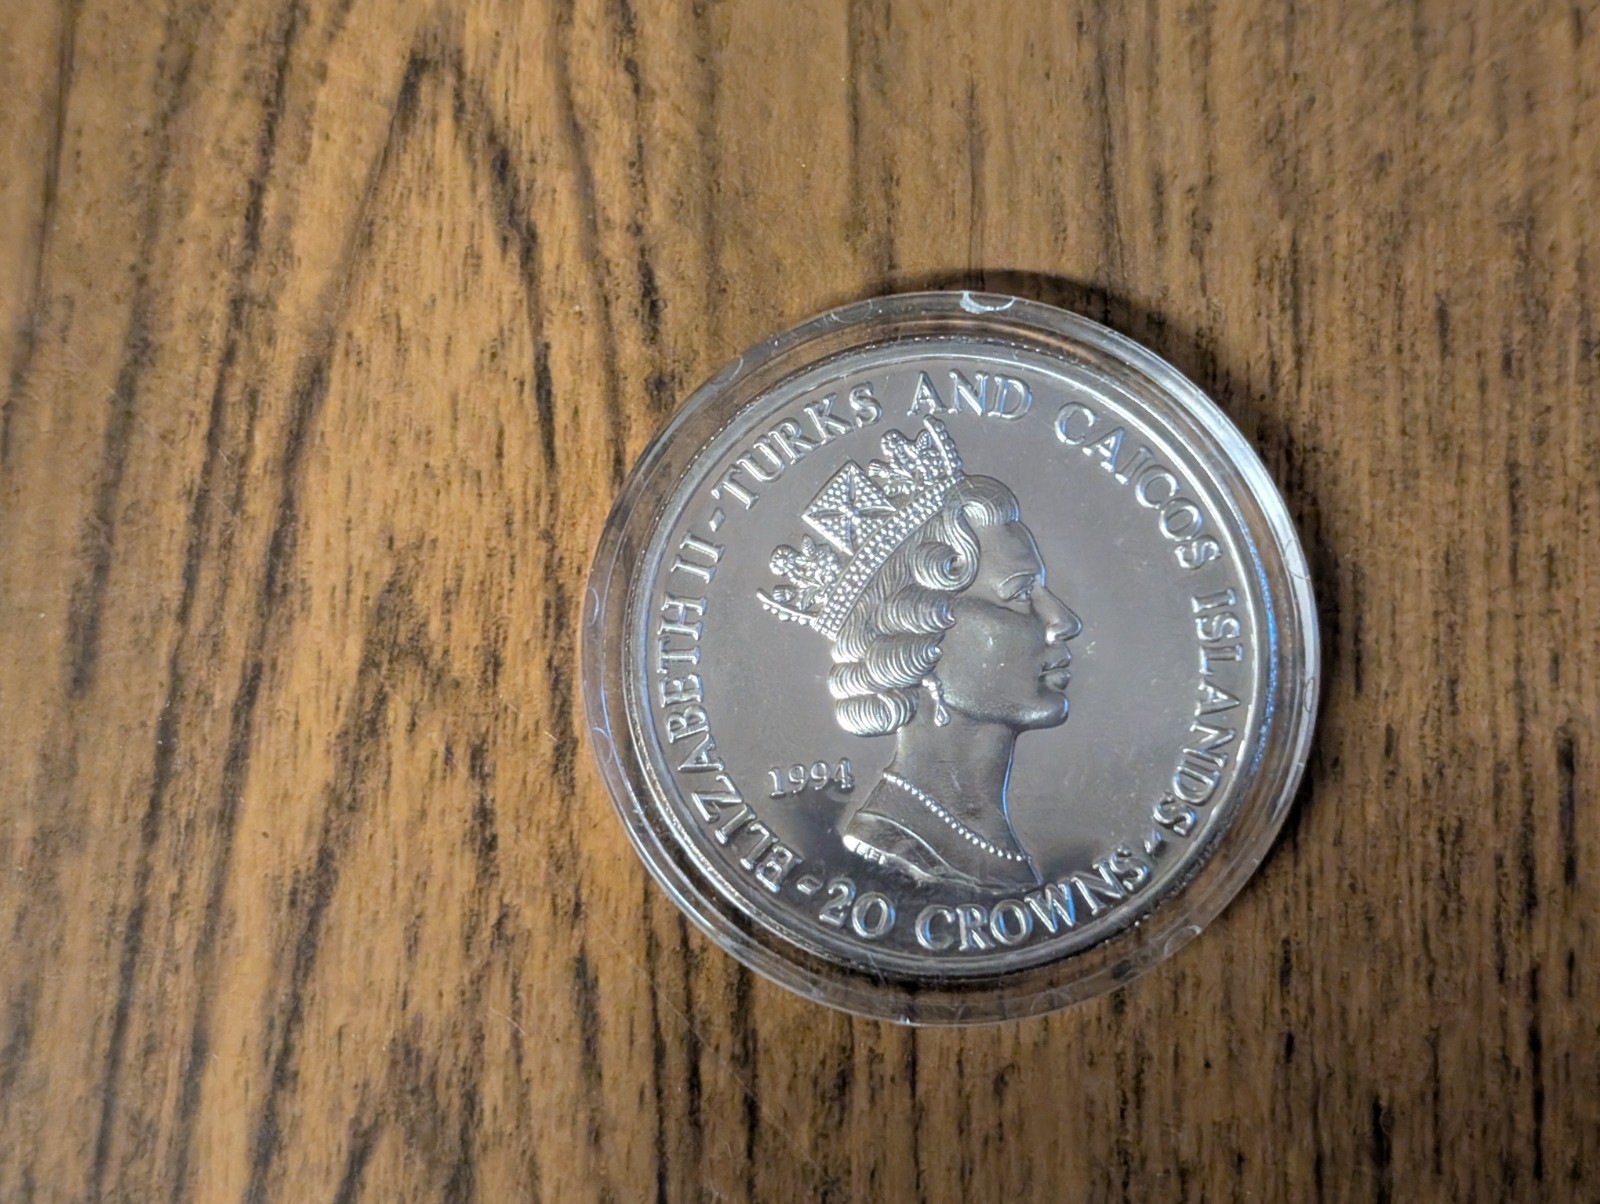 ELIZABETH II - TURKS AND CAICOS ISLANDS -
20 CROWNS -
1994